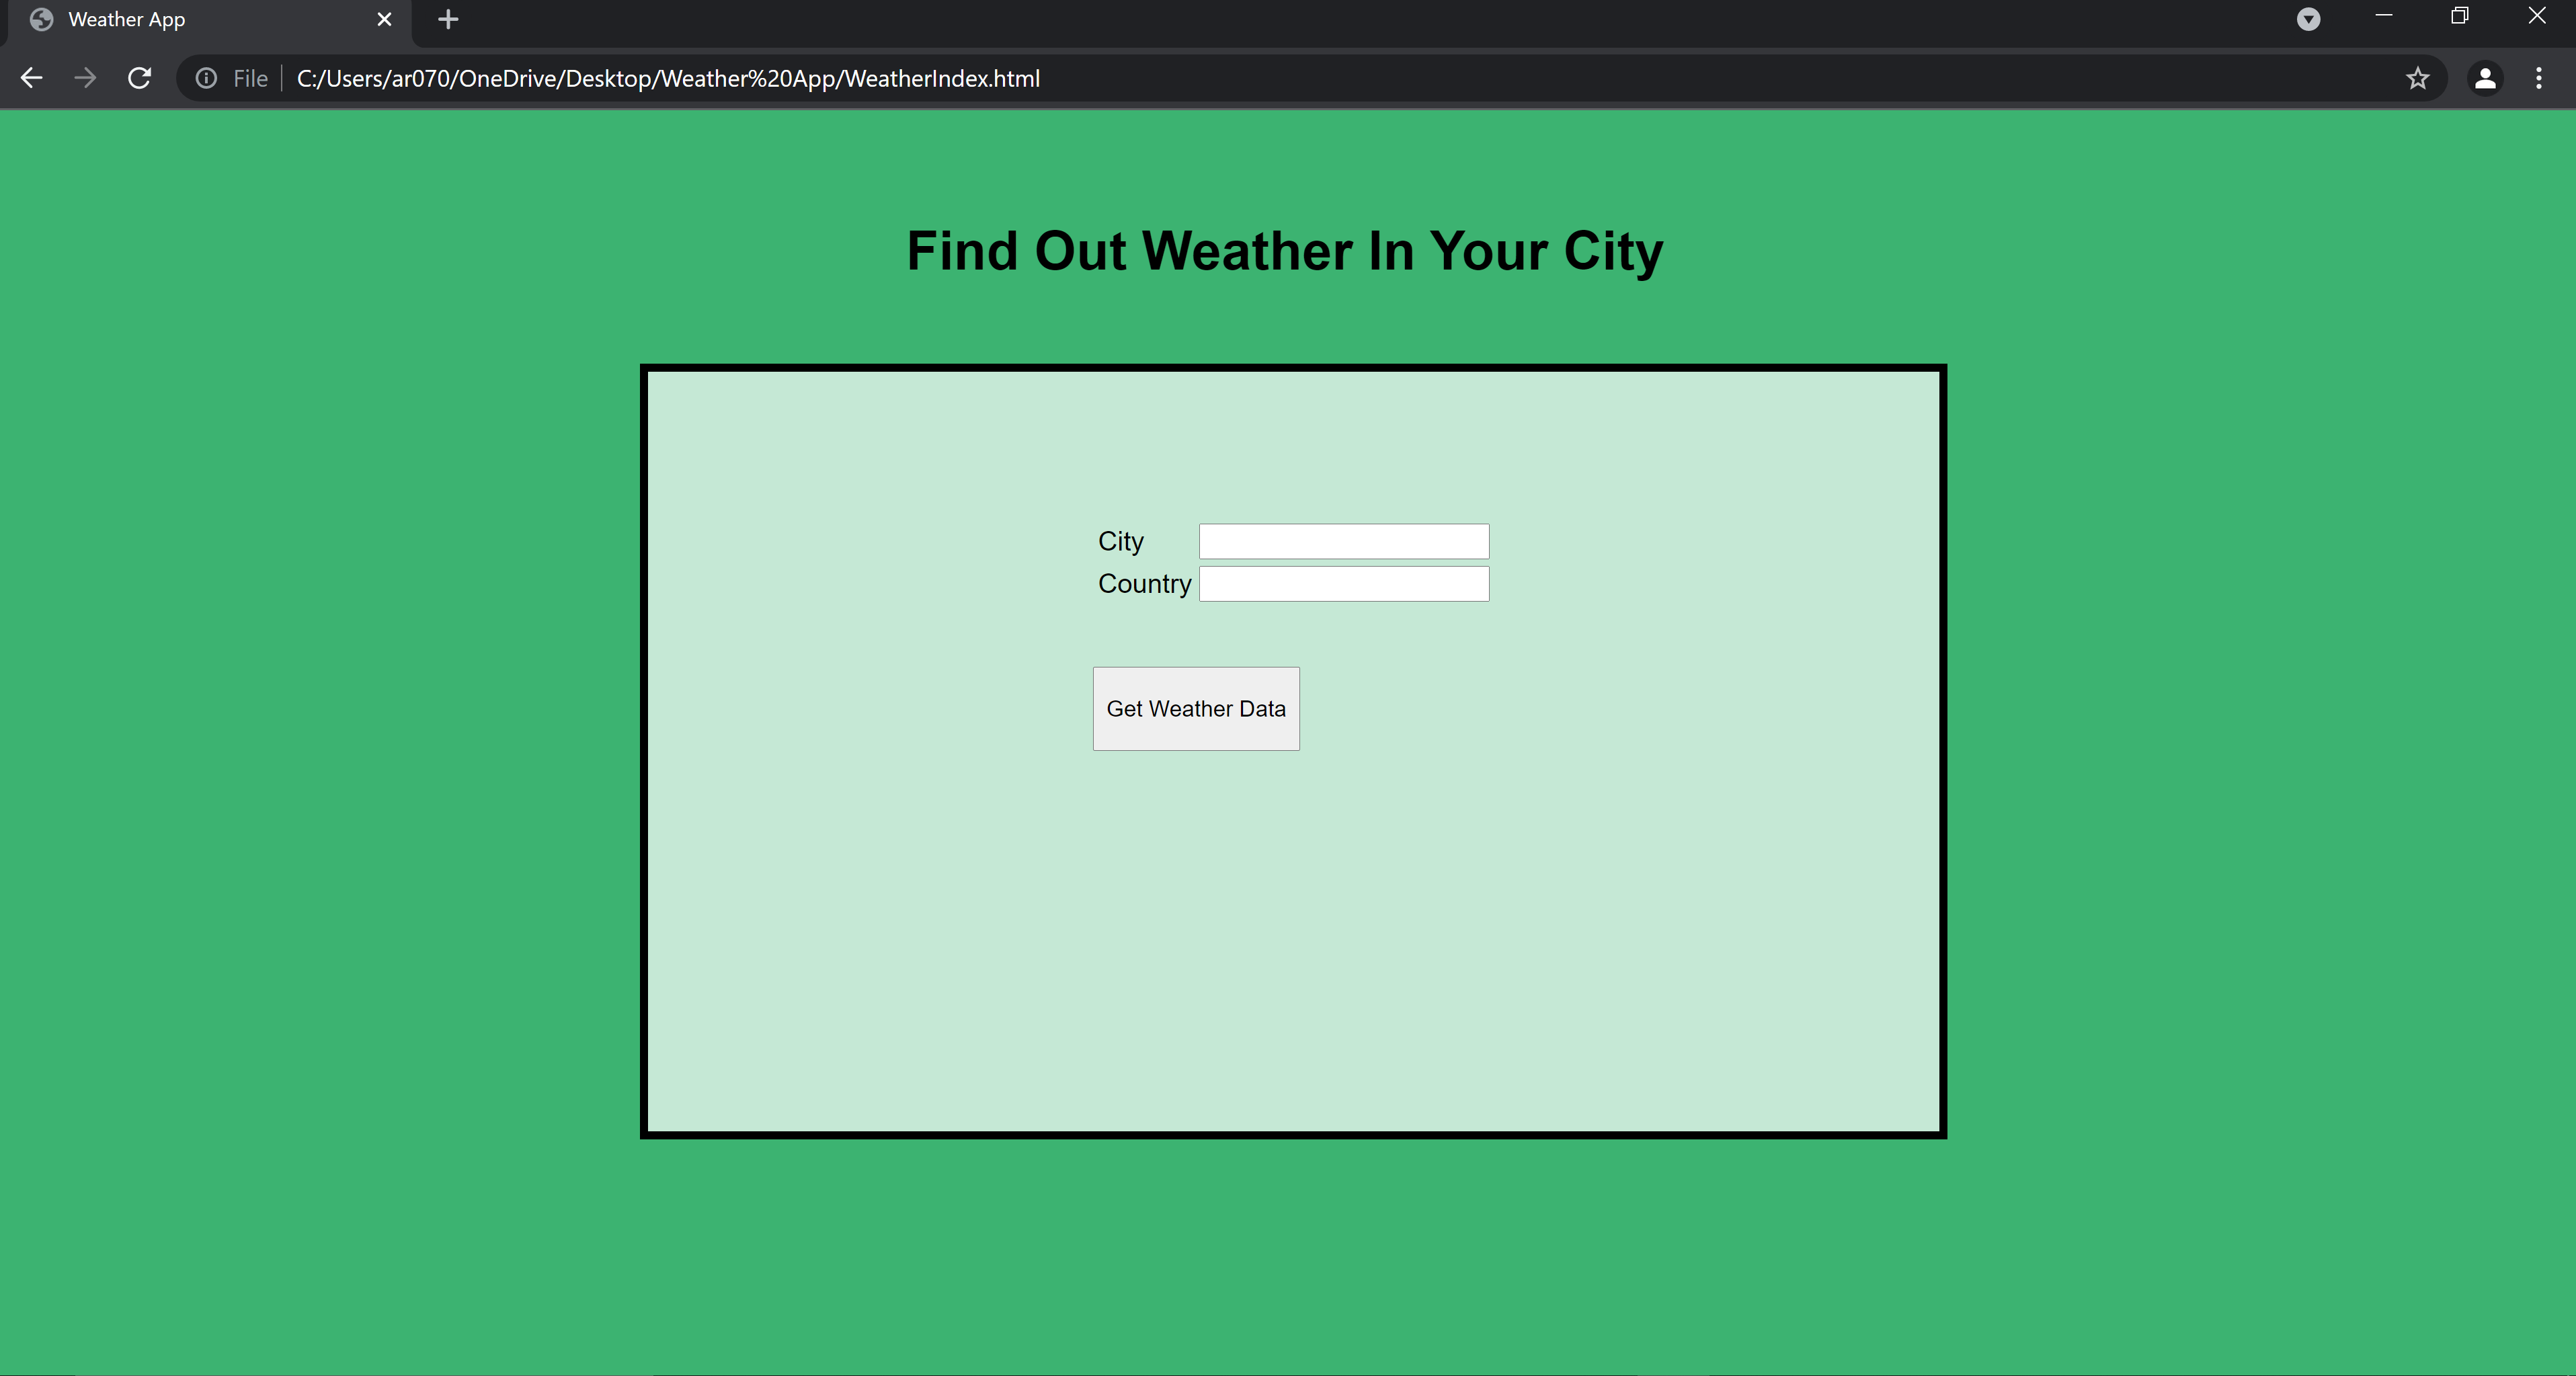 Weather App
File C:/Users/ar070/OneDrive/Desktop/Weather%20App/WeatherIndex.html
Find Out Weather In Your City
City
Country
Get Weather Data